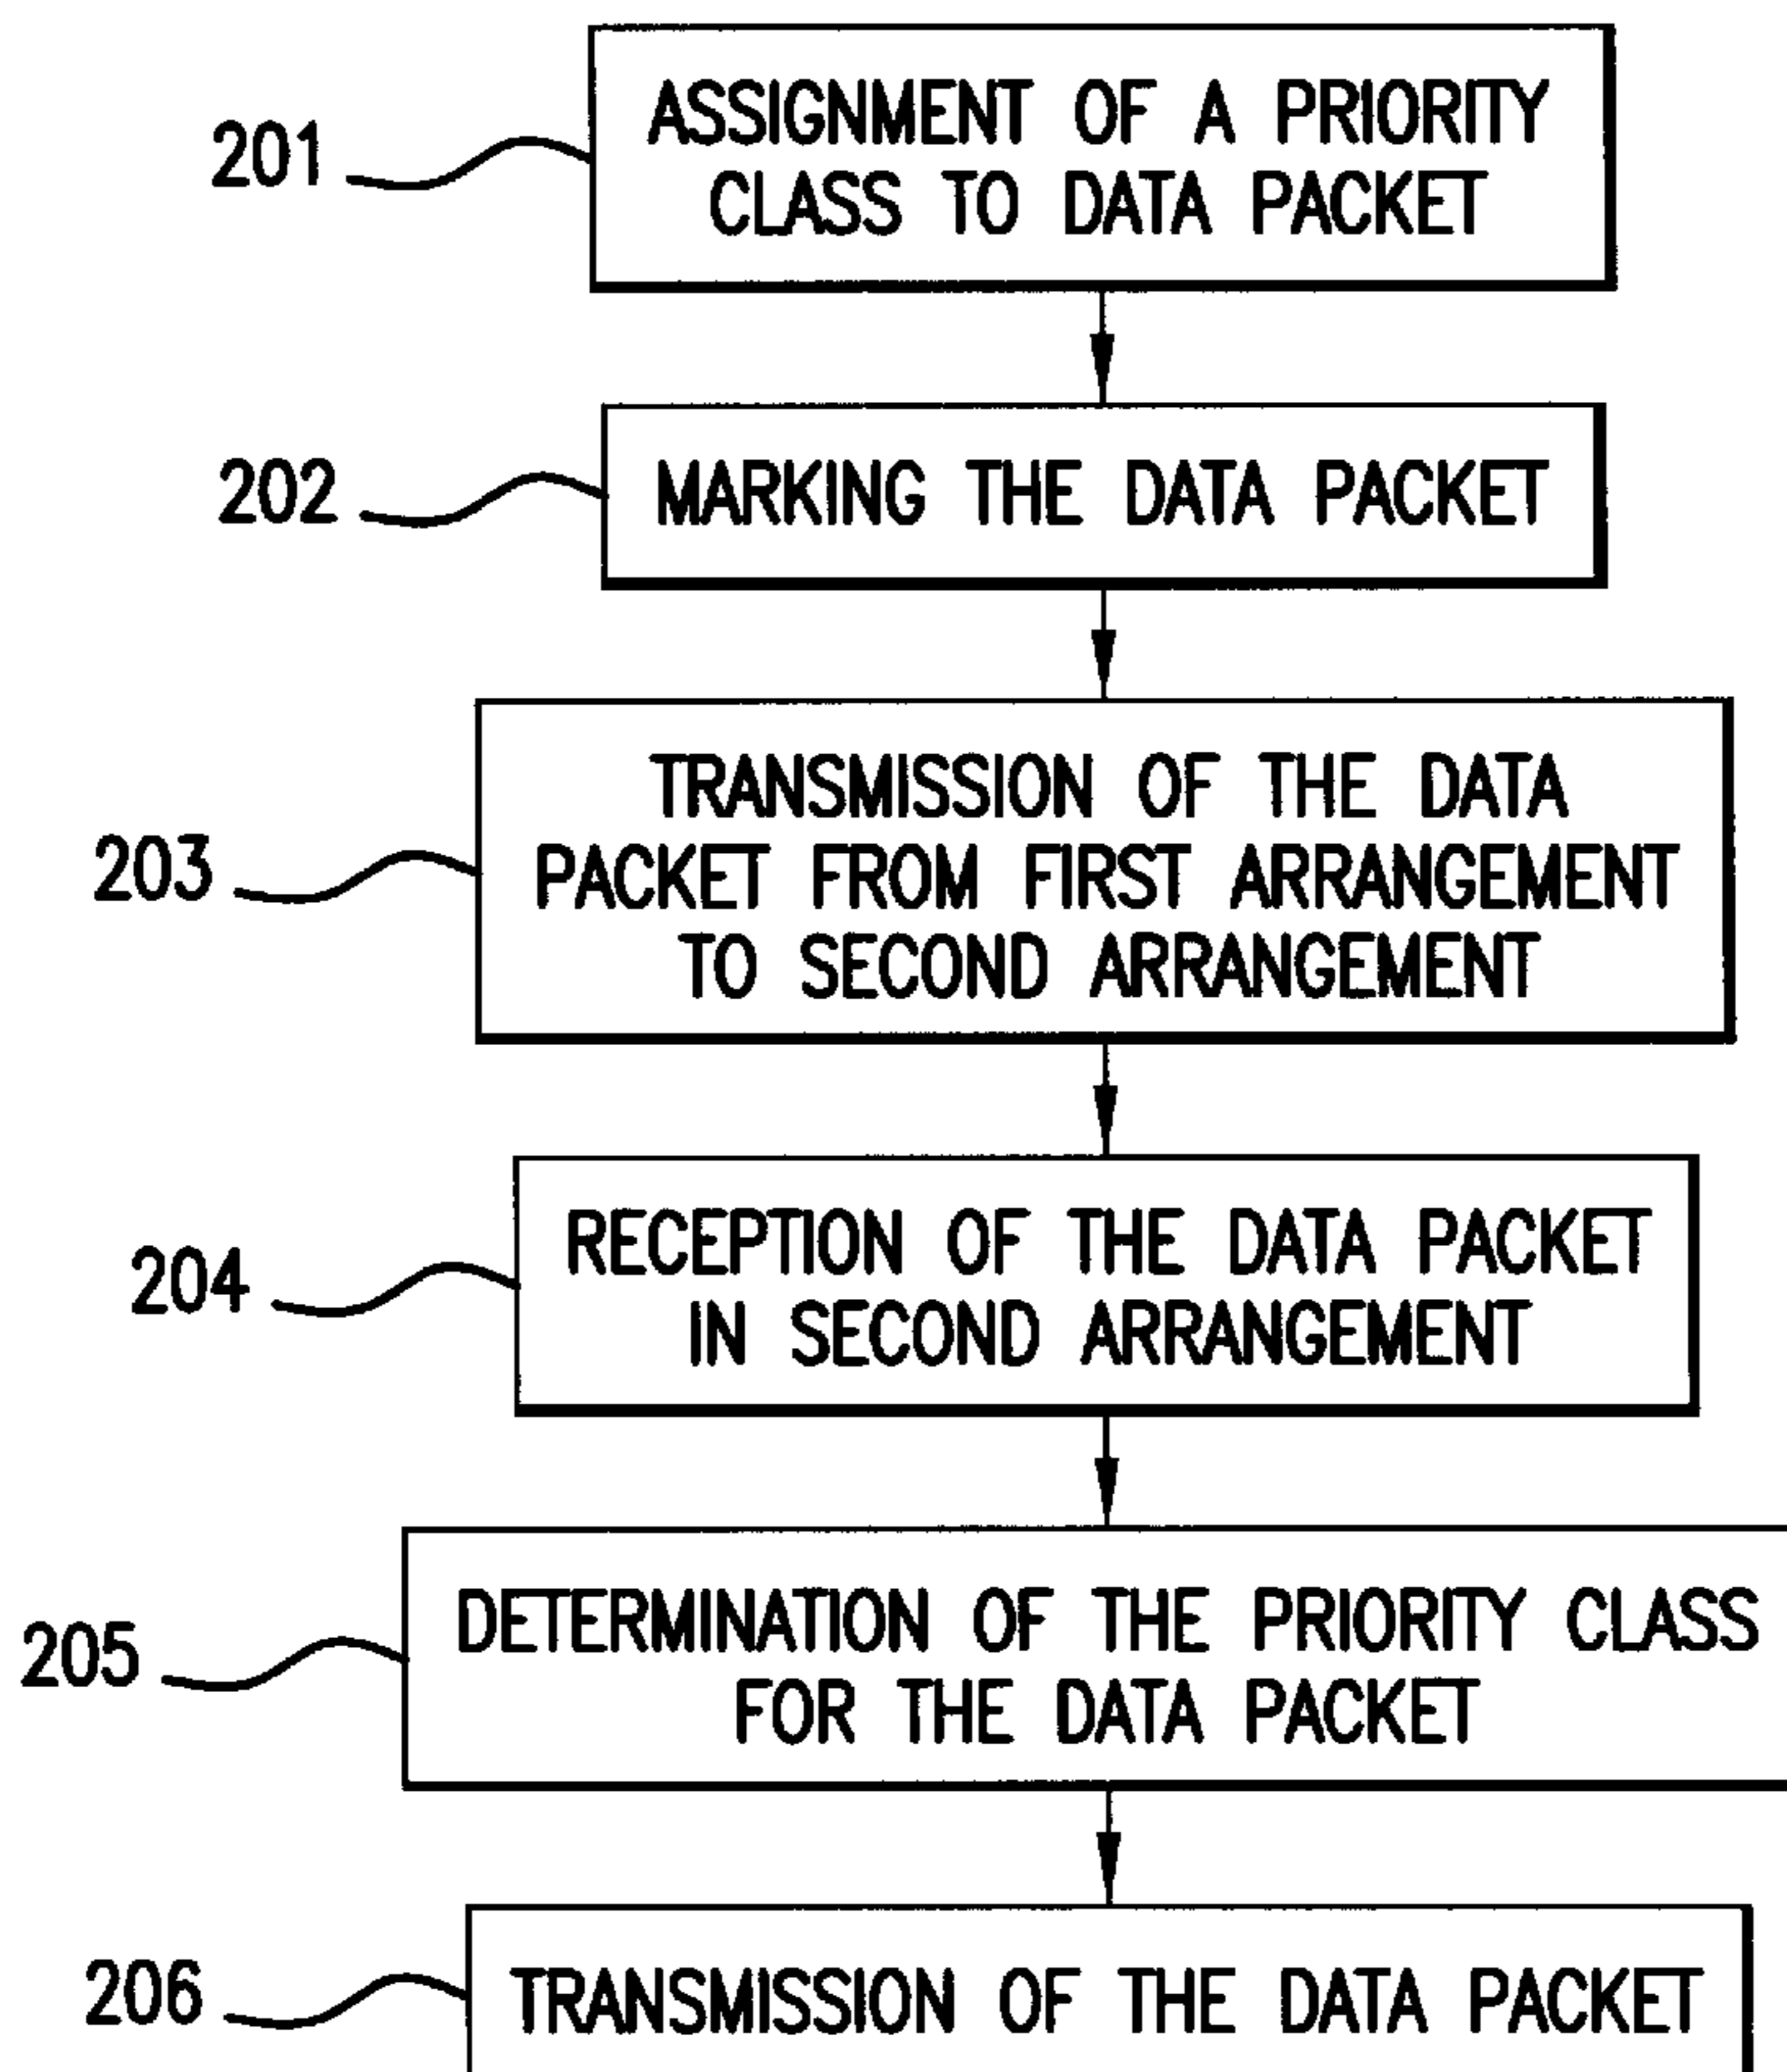 201
ASSIGNMENT OF A PRIORITY
CLASS TO DATA PACKET
202
MARKING THE DATA PACKET
203
TRANSMISSION OF THE DATA
PACKET FROM FIRST ARRANGEMENT
TO SECOND ARRANGEMENT
204
RECEPTION OF THE DATA PACKET
IN SECOND ARRANGEMENT
205
DETERMINATION OF THE PRIORITY CLASS
FOR THE DATA PACKET
206
TRANSMISSION OF THE DATA PACKET